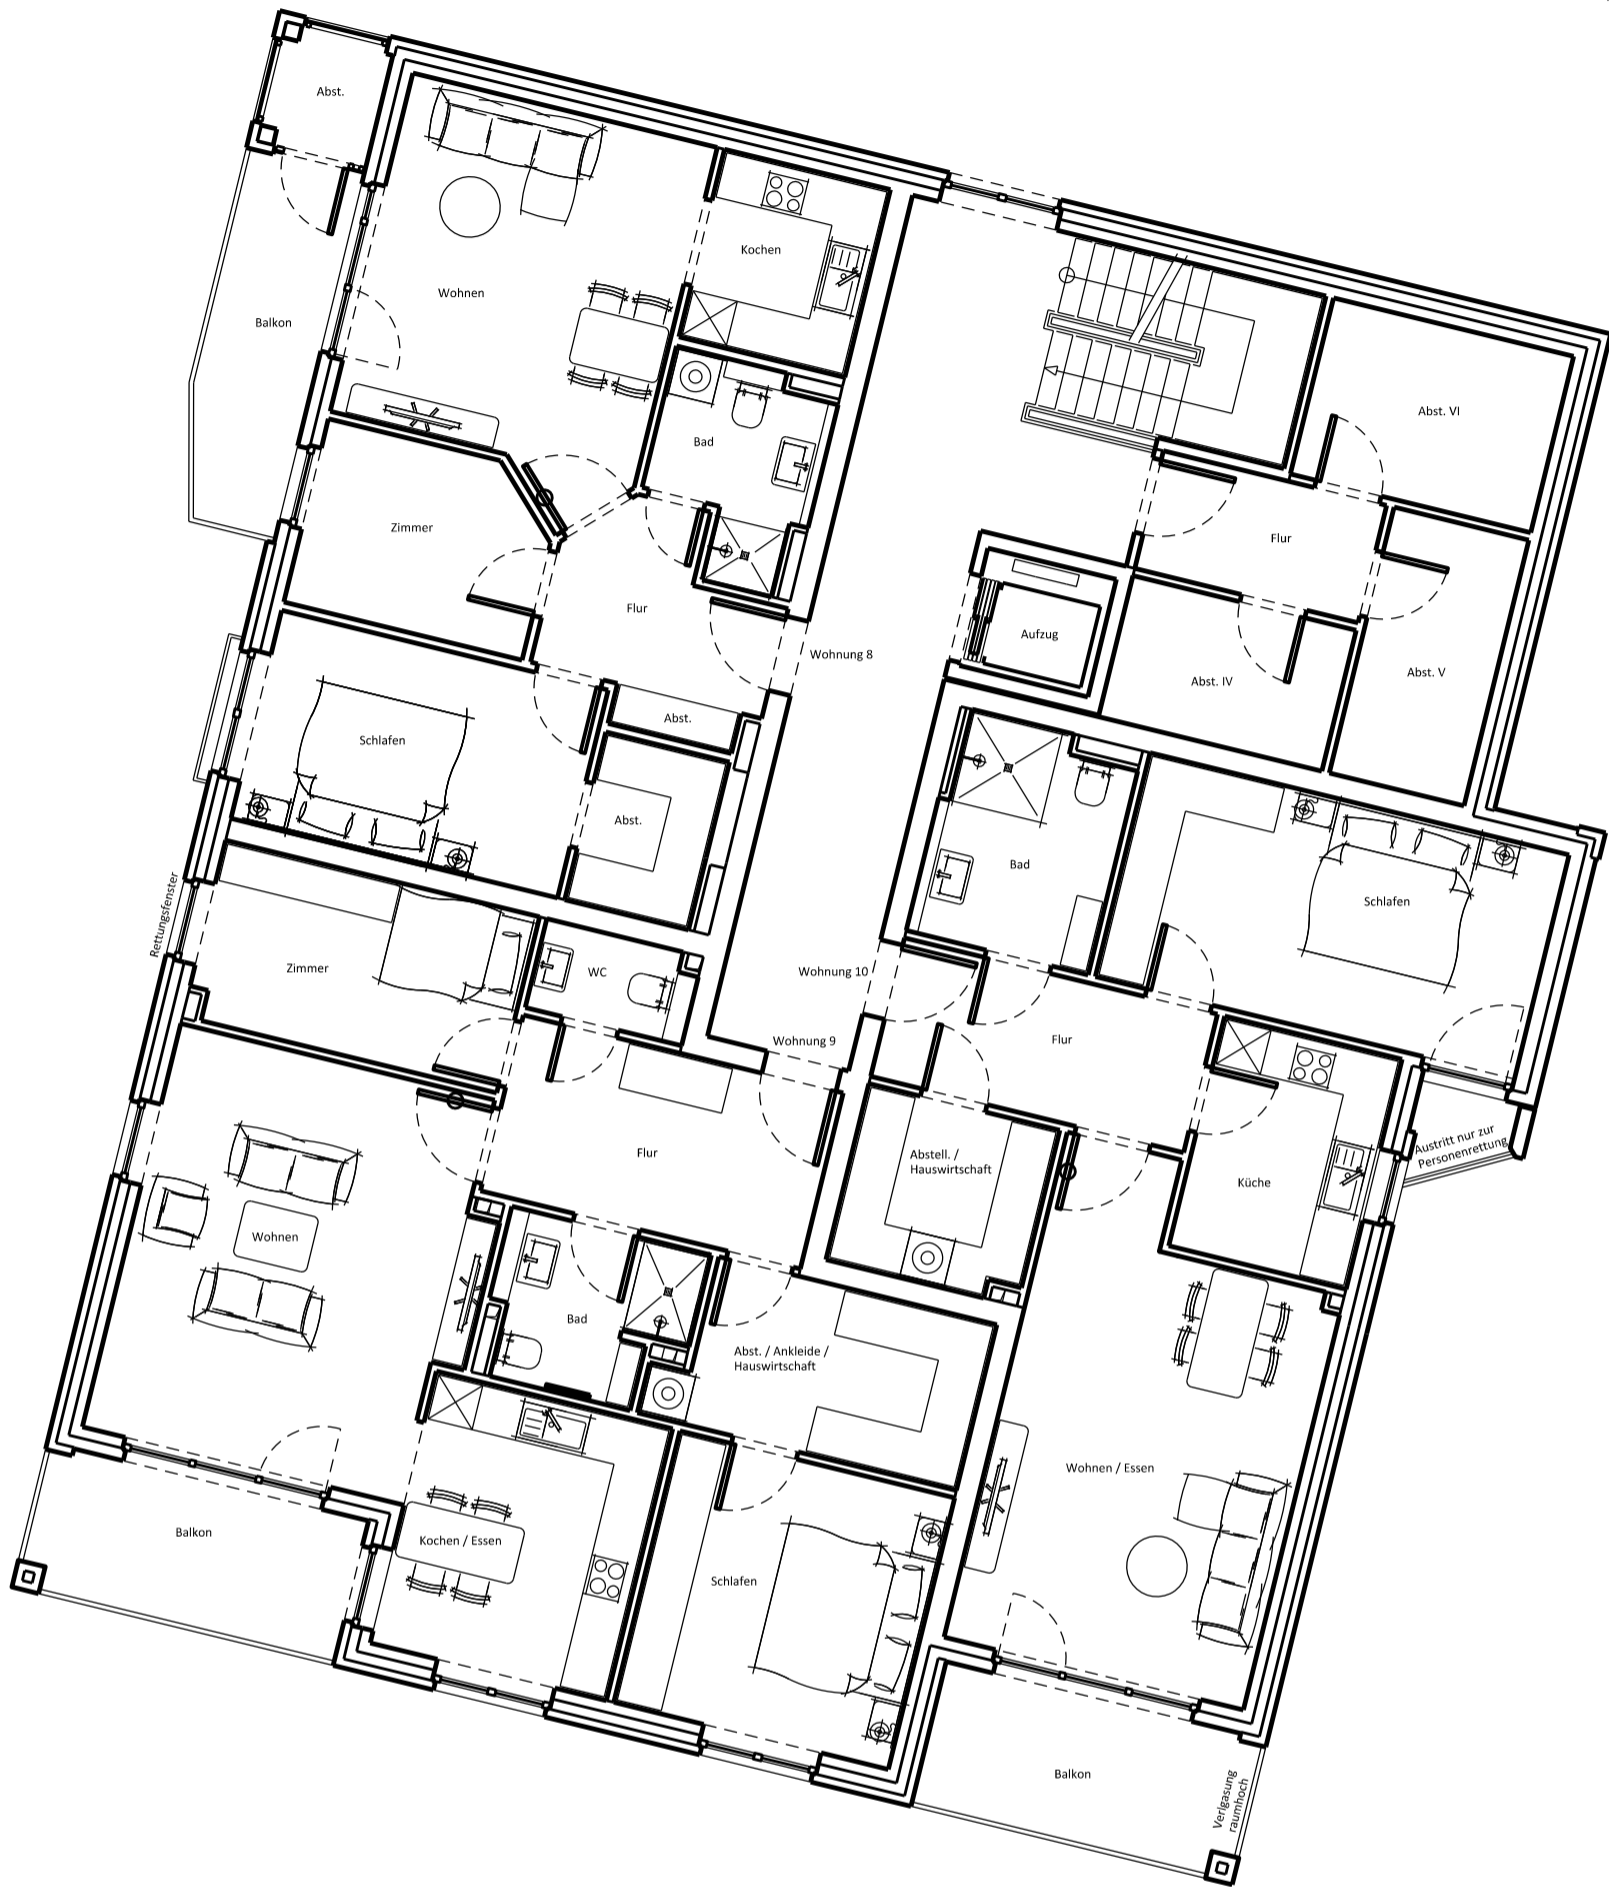 Abst.
Kochen
Wohnen
Balkon
Abst. VI
Bad
Zimmer
Flur
Flur
Aufzug
Wohnung 8
Abst. IV
Abst. V
Abst.
Schlafen
Abst.
Bad
Schlafen
Rettungsfenster
Zimmer
WC
Wohnung 10
Wohnung 9
Flur
Flur
Abstell. /
Hauswirtschaft
Küche
Austritt nur zur
Personenrettung
Wohnen
Bad
Abst. / Ankleide /
Hauswirtschaft
Wohnen / Essen
Balkon
Kochen / Essen
Schlafen
Balkon
Verlgasung
raumhoch